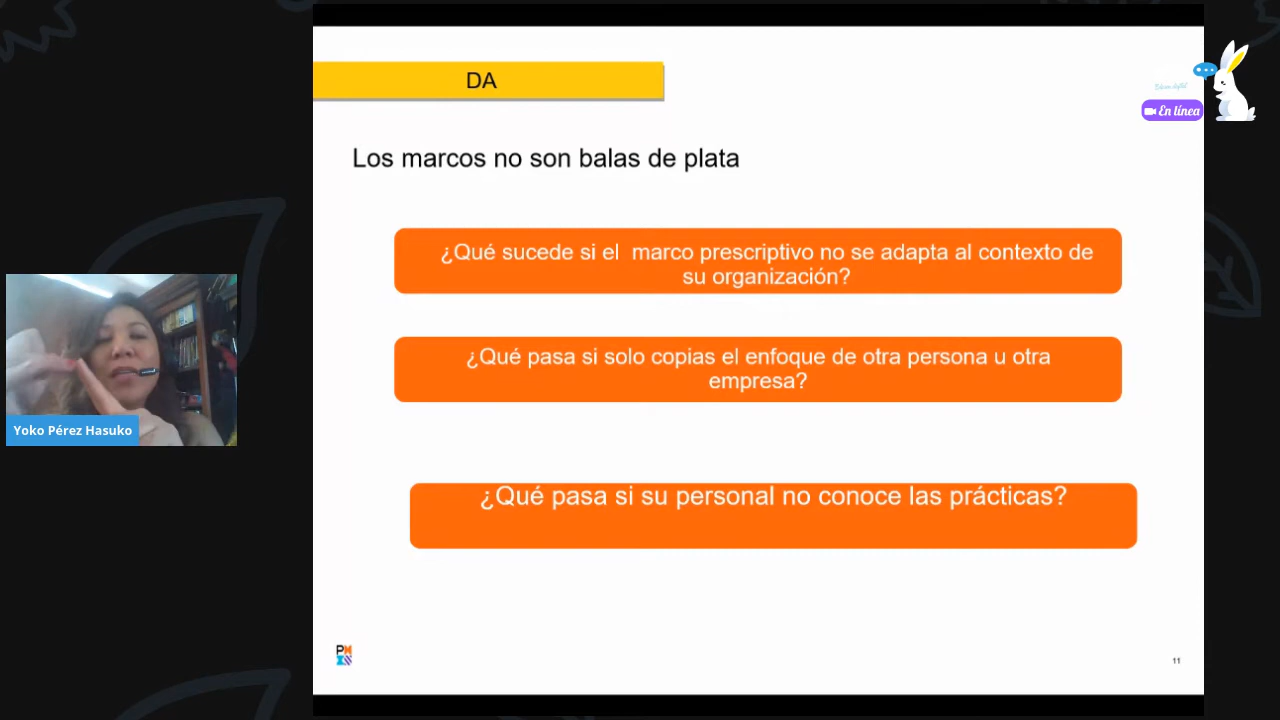 DA
Los marcos no son balas de plata
¿Qué sucede si el marco prescriptivo no se adapta al contexto de
su organización?
¿Qué pasa si solo copias el enfoque de otra persona u otra
empresa?
¿Qué pasa si su personal no conoce las prácticas?
11
En línea
Yoko Pérez Hasuko